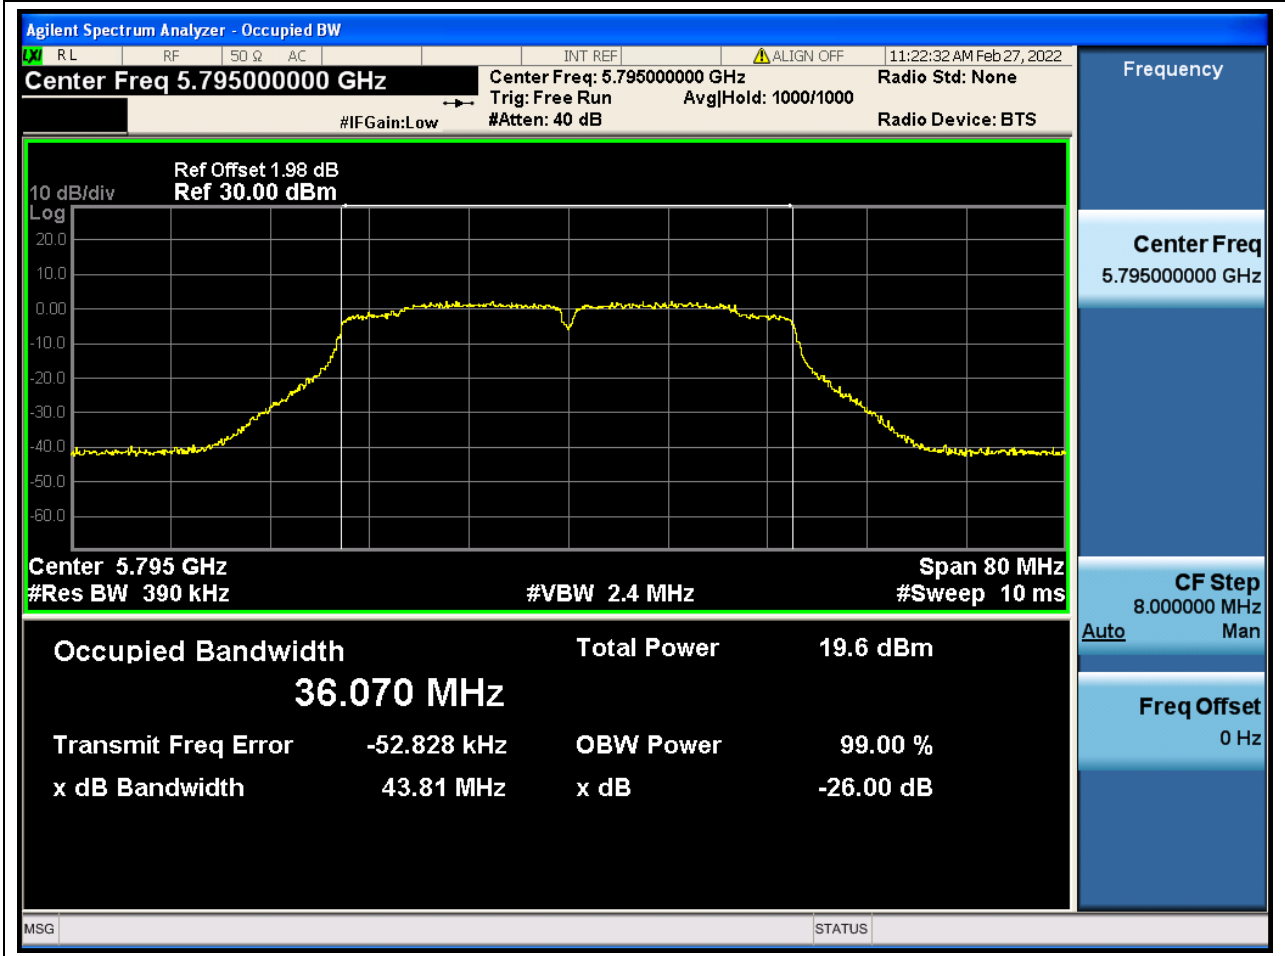 Agilent Spectrum Analyzer - Occupied BW
LXI RL RF 50 Ω AC INT REF ALIGN OFF 11:22:32 AM Feb 27, 2022
Center Freq 5.795000000 GHz
Center Freq: 5.795000000 GHz
Radio Std: None
Trig: Free Run Avg|Hold: 1000/1000
#IFGain:Low
#Atten: 40 dB
Radio Device: BTS
Ref Offset 1.98 dB
10 dB/div Ref 30.00 dBm
Log
20.0
10.0
0.00
-10.0
-20.0
-30.0
-40.0
-50.0
-60.0
Center 5.795 GHz Span 80 MHz
#Res BW 390 kHz #VBW 2.4 MHz #Sweep 10 ms
Occupied Bandwidth Total Power 19.6 dBm
36.070 MHz
Transmit Freq Error -52.828 kHz OBW Power 99.00 %
x dB Bandwidth 43.81 MHz x dB -26.00 dB
Frequency
Center Freq
5.795000000 GHz
CF Step
8.000000 MHz
Auto Man
Freq Offset
0 Hz
MSG STATUS